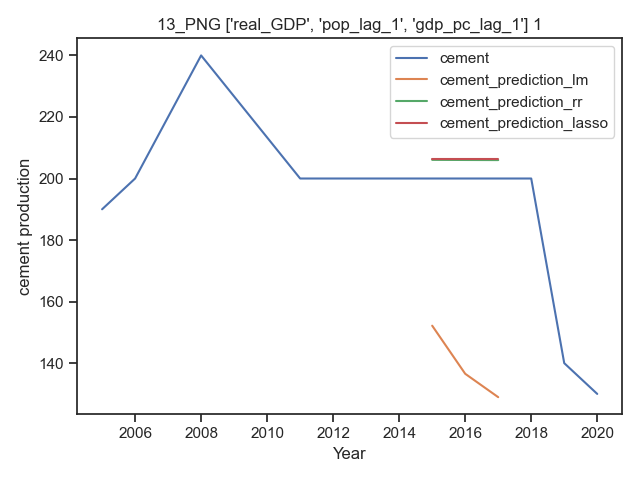 13_PNG ['real_GDP', 'pop_lag_1', 'gdp_pc_lag_1'] 1
cement
cement_prediction_lm
cement_prediction_rr
cement_prediction_lasso
cement production
240
220
200
180
160
140
2006 2008 2010 2012 2014 2016 2018 2020
Year